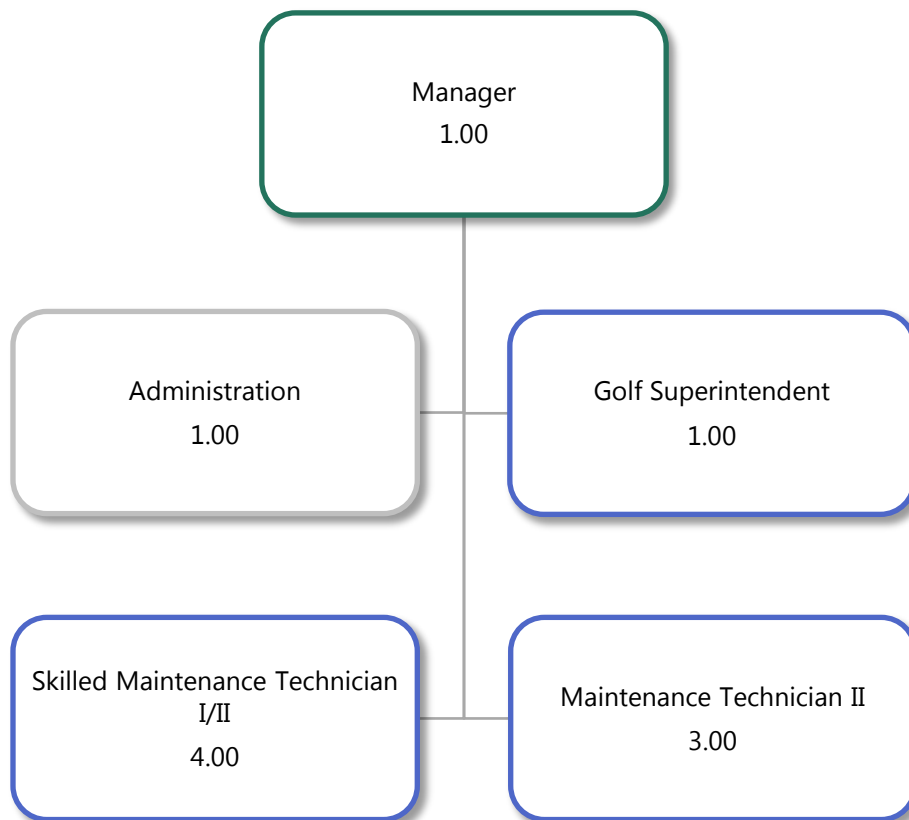 Manager
1.00
Administration
1.00
Golf Superintendent
1.00
Skilled Maintenance Technician
I/II
4.00
Maintenance Technician II
3.00